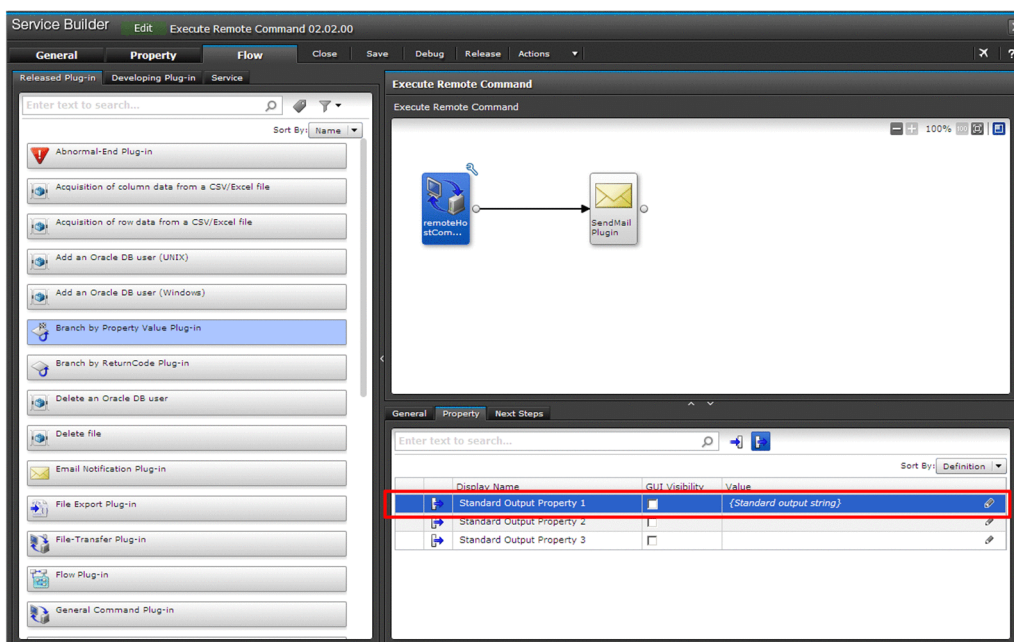 Service Builder Edit Execute Remote Command 02.02.00
General Property Flow Close Save Debug Release Actions ?
Released Plug-in Developing Plug-in Service
Enter text to search...
Sort By: Name
Abnormal-End Plug-in
Acquisition of column data from a CSV/Excel file
Acquisition of row data from a CSV/Excel file
Add an Oracle DB user (UNIX)
Add an Oracle DB user (Windows)
Branch by Property Value Plug-in
Branch by ReturnCode Plug-in
Delete an Oracle DB user
Delete file
Email Notification Plug-in
File Export Plug-in
File-Transfer Plug-in
Flow Plug-in
General Command Plug-in
Execute Remote Command
Execute Remote Command
100%
remoteHo
stCom...
SendMail
Plugin
General Property Next Steps
Enter text to search...
Sort By: Definition
Display Name GUI Visibility Value
Standard Output Property 1 {Standard output string}
Standard Output Property 2
Standard Output Property 3